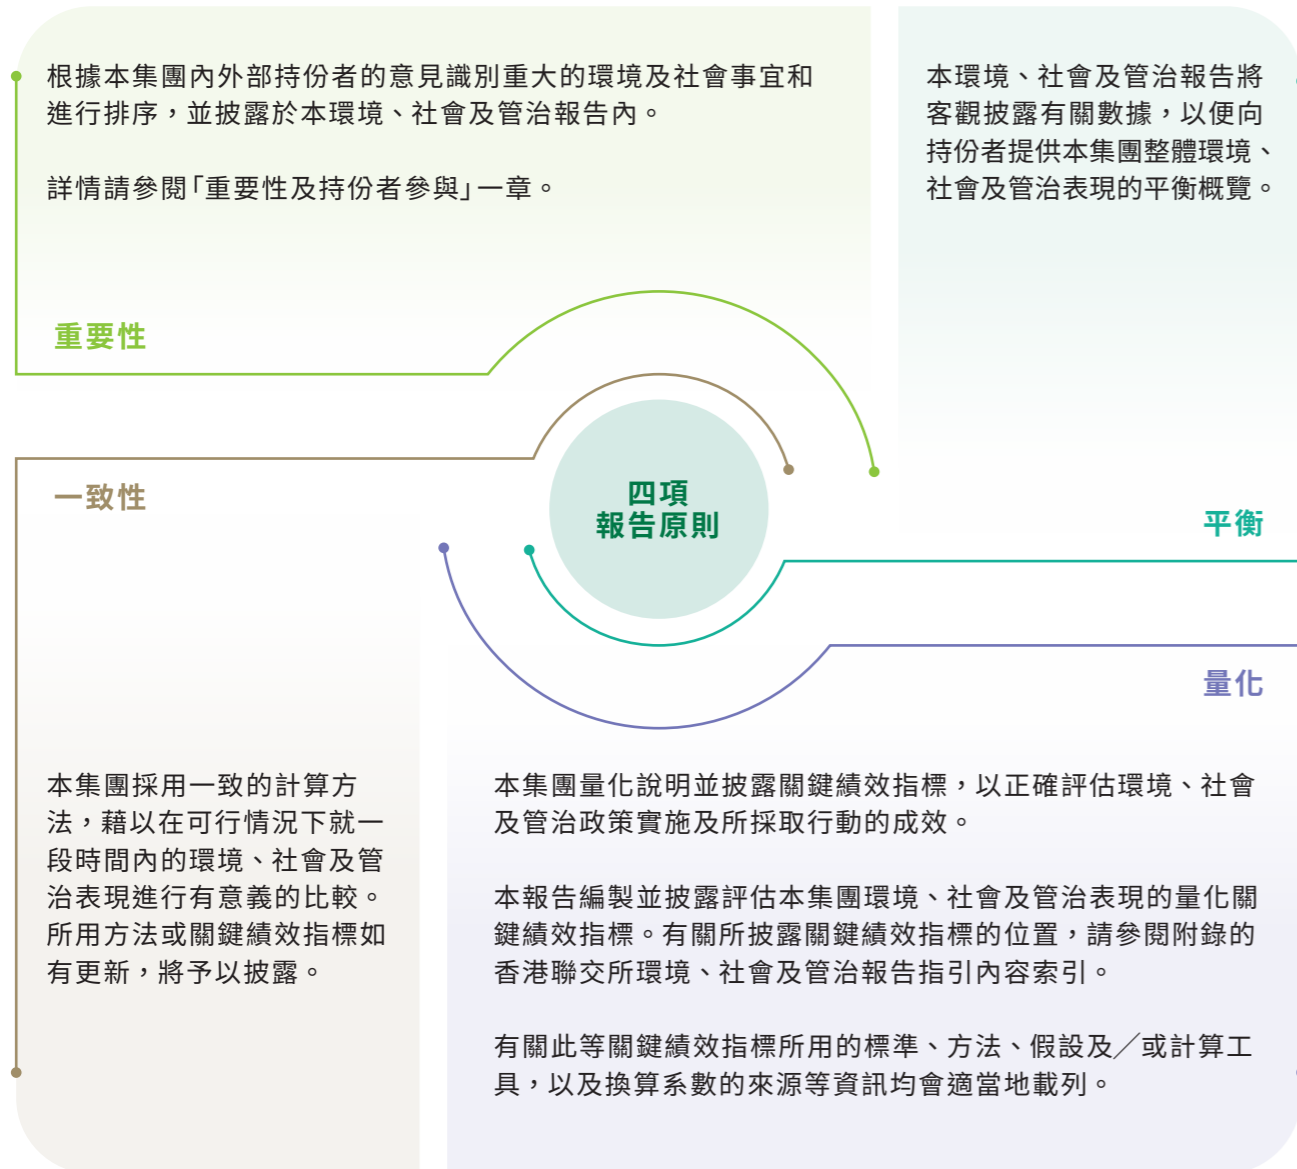 根據本集團內外部持份者的意見識別重大的環境及社會事宜和
進行排序，並披露於本環境、社會及管治報告內。
詳情請參閱「重要性及持份者參與」一章。
重要性
本環境、社會及管治報告將
客觀披露有關數據，以便向
持份者提供本集團整體環境、
社會及管治表現的平衡概覽。
平衡
四項
報告原則
一致性
本集團採用一致的計算方
法，藉以在可行情況下就一
段時間內的環境、社會及管
治表現進行有意義的比較。
所用方法或關鍵績效指標如
有更新，將予以披露。
量化
本集團量化說明並披露關鍵績效指標，以正確評估環境、社會
及管治政策實施及所採取行動的成效。
本報告編製並披露評估本集團環境、社會及管治表現的量化關
鍵績效指標。有關所披露關鍵績效指標的位置，請參閱附錄的
香港聯交所環境、社會及管治報告指引內容索引。
有關此等關鍵績效指標所用的標準、方法、假設及╱或計算工
具，以及換算系數的來源等資訊均會適當地載列。